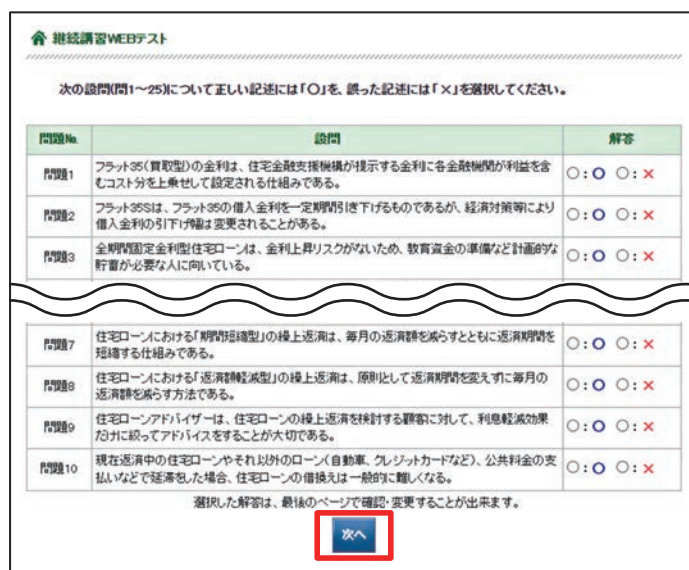 継続講習WEBテスト
次の設問(問1～25)について正しい記述には「○」を、誤った記述には「×」を選択してください。
問題No. 設問 解答
問題1 フラット35(買取型)の金利は、住宅金融支援機構が提示する金利に各金融機関が利益を含むコスト分を上乗せして設定される仕組みである。 ○:○ ○:×
問題2 フラット35Sは、フラット35の借入金利を一定期間引き下げるものであるが、経済対策等により借入金利の引下げ幅は変更されることがある。 ○:○ ○:×
問題3 全期間固定金利型住宅ローンは、金利上昇リスクがないため、教育資金の準備など計画的な貯蓄が必要な人に向いている。 ○:○ ○:×
問題7 住宅ローンにおける「期間短縮型」の繰上返済は、毎月の返済額を減らすとともに返済期間を短縮する仕組みである。 ○:○ ○:×
問題8 住宅ローンにおける「返済額軽減型」の繰上返済は、原則として返済期間を変えずに毎月の返済額を減らす方法である。 ○:○ ○:×
問題9 住宅ローンアドバイザーは、住宅ローンの繰上返済を検討する顧客に対して、利息軽減効果だけに絞ってアドバイスをすることが大切である。 ○:○ ○:×
問題10 現在返済中の住宅ローンやそれ以外のローン(自動車、クレジットカードなど)、公共料金の支払いなどで延滞をした場合、住宅ローンの借換えは一般的に難しくなる。 ○:○ ○:×
選択した解答は、最後のページで確認・変更することが出来ます。
次へ